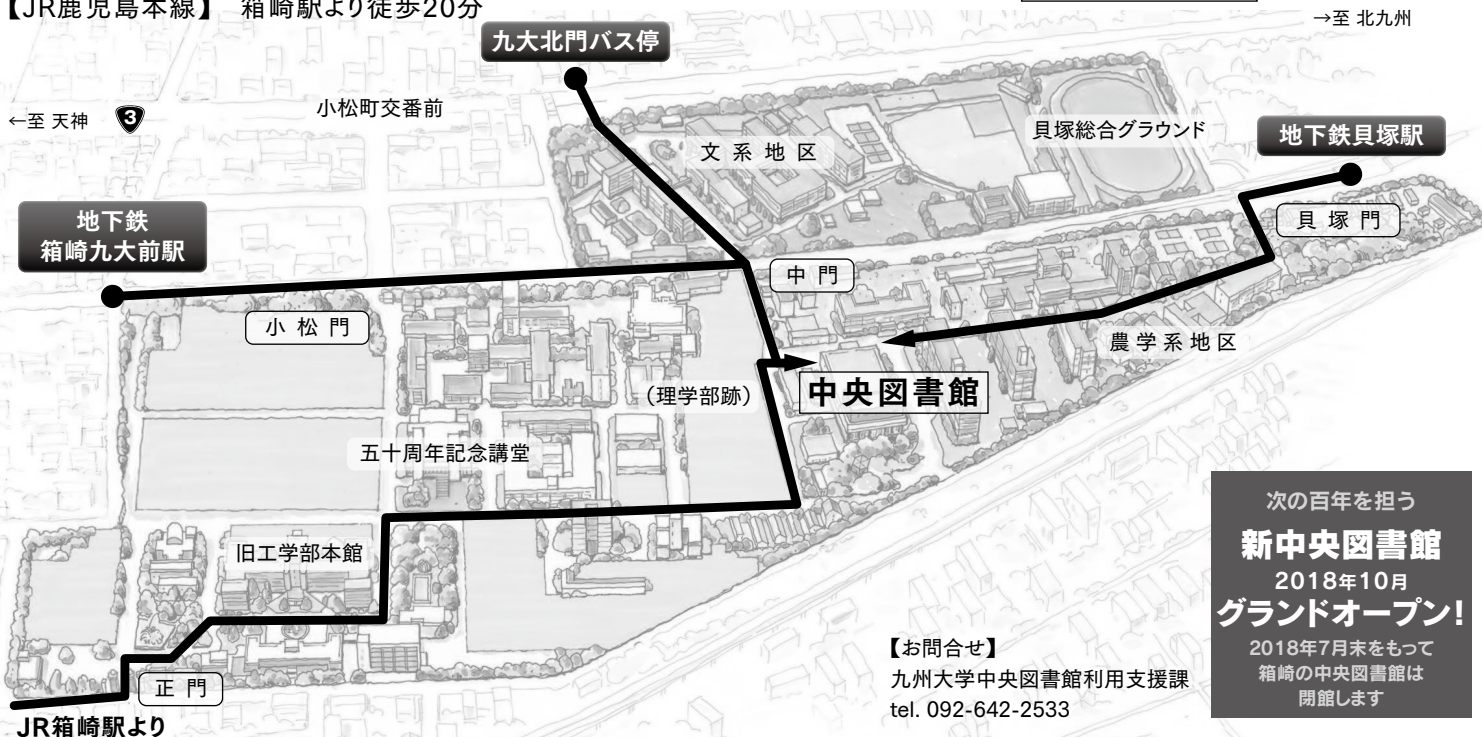 【JR鹿児島本線】 箱崎駅より徒歩20分
→至 北九州
九大北門バス停
←至 天神
3
小松町交番前
文系地区
貝塚総合グラウンド
地下鉄貝塚駅
地下鉄
箱崎九大前駅
貝塚門
中門
小松門
農学系地区
(理学部跡)
中央図書館
五十周年記念講堂
旧工学部本館
正門
JR箱崎駅より
【お問合せ】
九州大学中央図書館利用支援課
tel. 092-642-2533
次の百年を担う
新中央図書館
2018年10月
グランドオープン!
2018年7月末をもって
箱崎の中央図書館は
閉館します